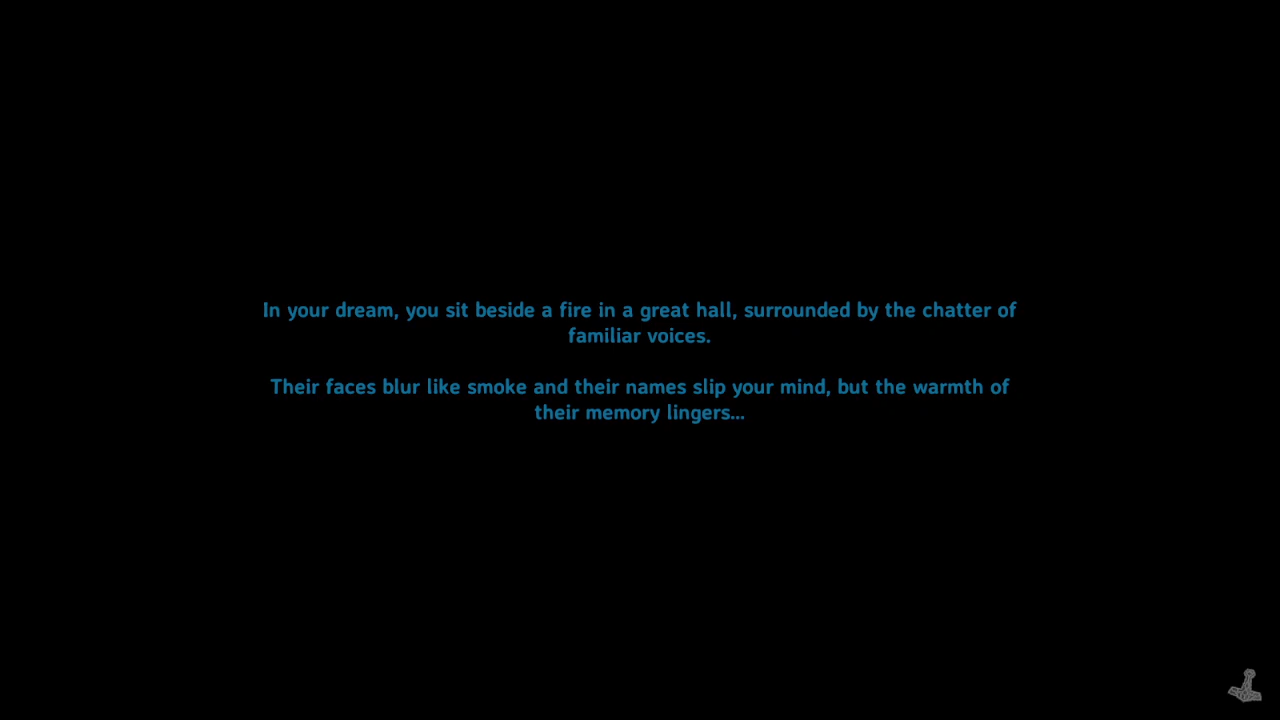 In your dream, you sit beside a fire in a great hall, surrounded by the chatter of
familiar voices.
Their faces blur like smoke and their names slip your mind, but the warmth of
their memory lingers...